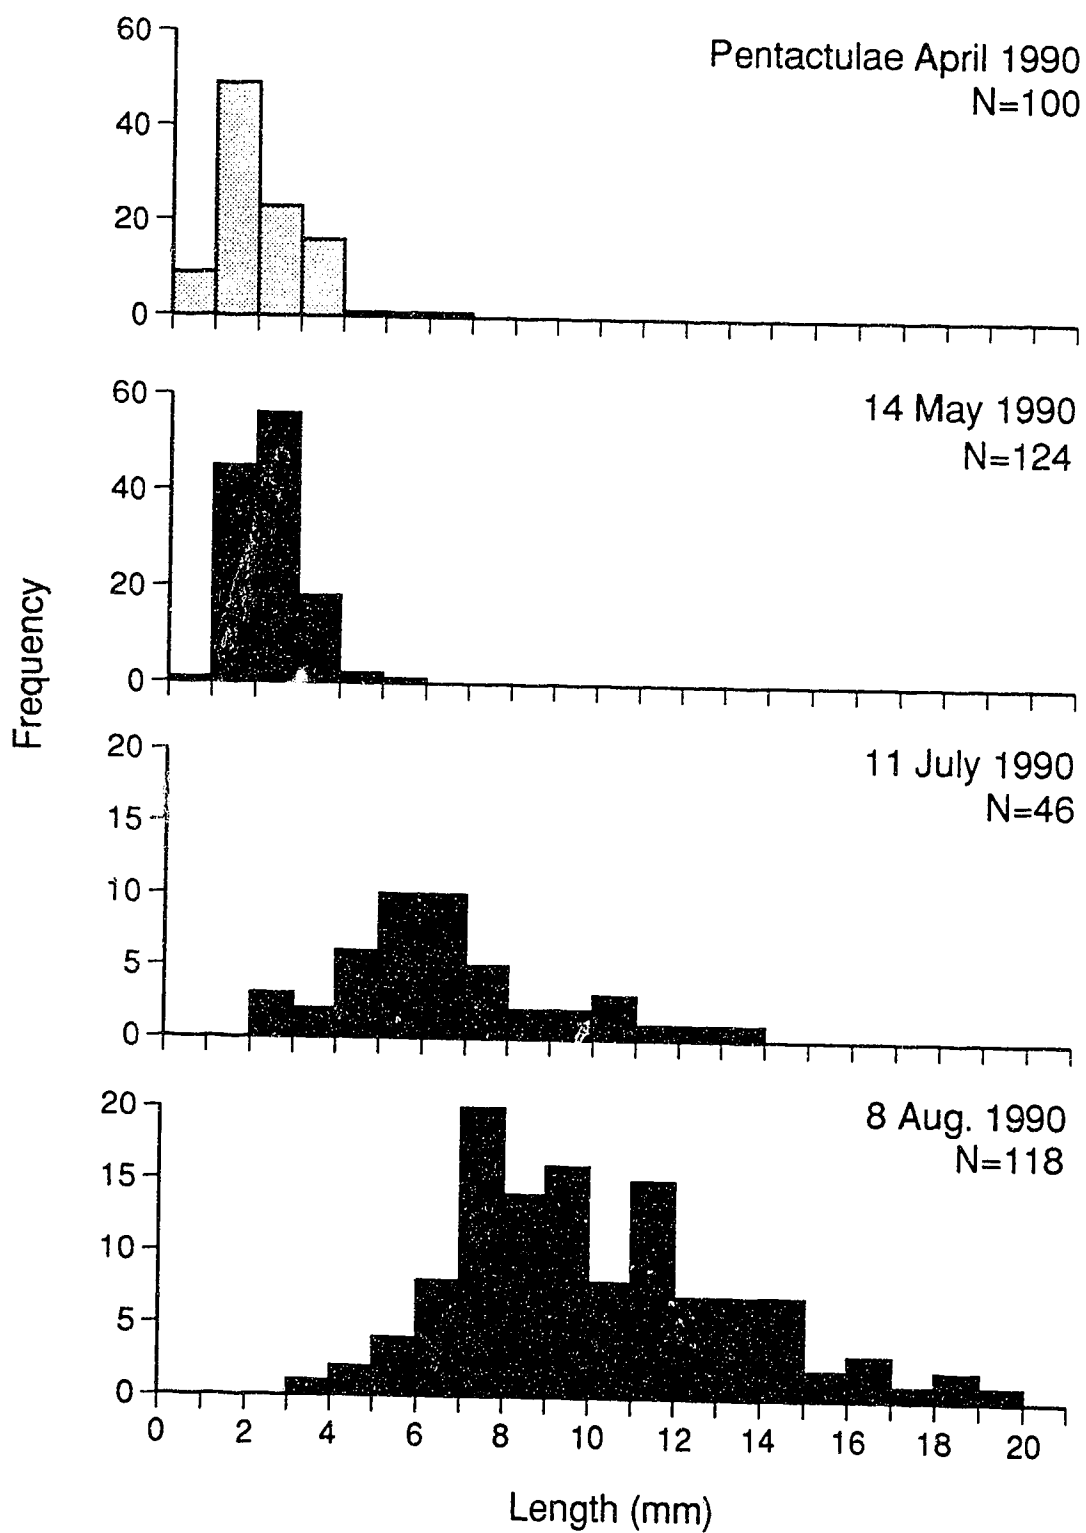 Pentactulae April 1990
N=100
60
40
20
0
14 May 1990
N=124
60
40
20
0
Frequency
11 July 1990
N=46
20
15
10
5
0
8 Aug. 1990
N=118
20
15
10
5
0
0 2 4 6 8 10 12 14 16 18 20
Length (mm)